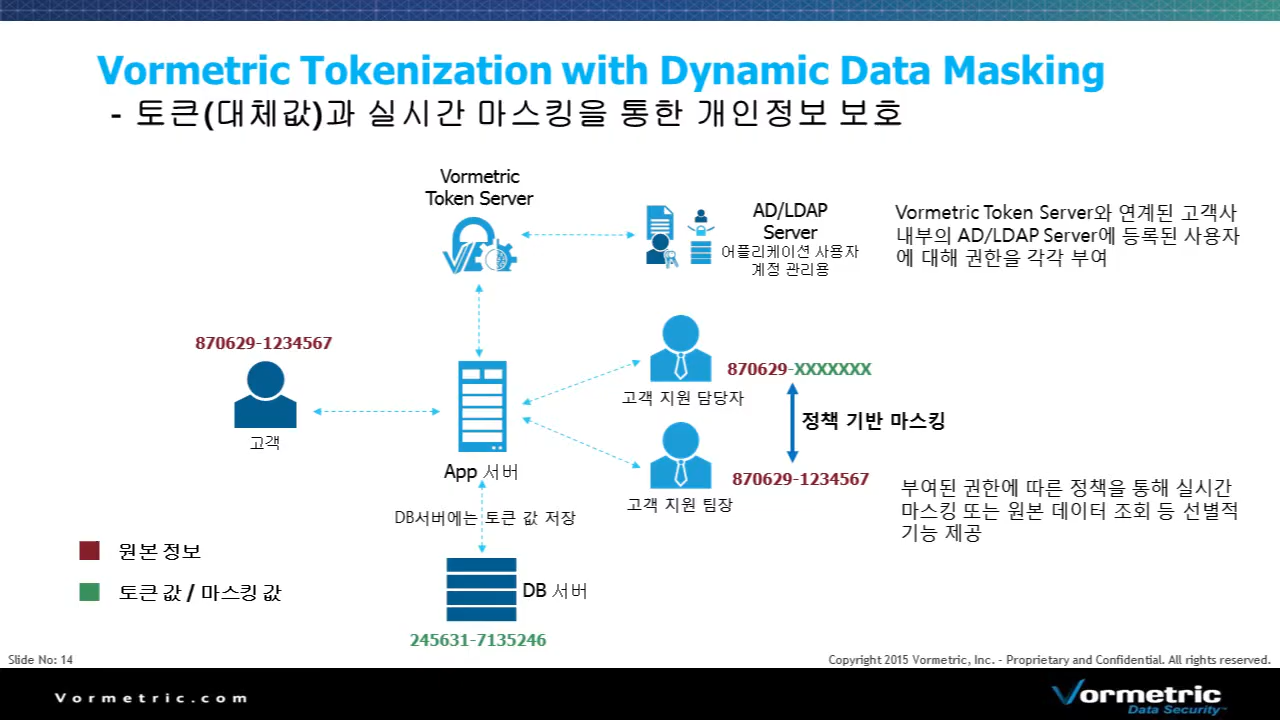 Vormetric Tokenization with Dynamic Data Masking
- 토큰(대체값)과 실시간 마스킹을 통한 개인정보 보호
Vormetric
Token Server
AD/LDAP
Server
어플리케이션 사용자
계정 관리용
Vormetric Token Server와 연계된 고객사
내부의 AD/LDAP Server에 등록된 사용자
에 대해 권한을 각각 부여
870629-1234567
고객
App 서버
고객 지원 담당자
870629-XXXXXXX
정책 기반 마스킹
고객 지원 팀장
870629-1234567
부여된 권한에 따른 정책을 통해 실시간
마스킹 또는 원본 데이터 조회 등 선별적
기능 제공
DB서버에는 토큰 값 저장
원본 정보
토큰 값 / 마스킹 값
DB 서버
245631-7135246
Slide No: 14
Copyright 2015 Vormetric, Inc. - Proprietary and Confidential. All rights reserved.
Vormetric.com
Vormetric
Data Security™